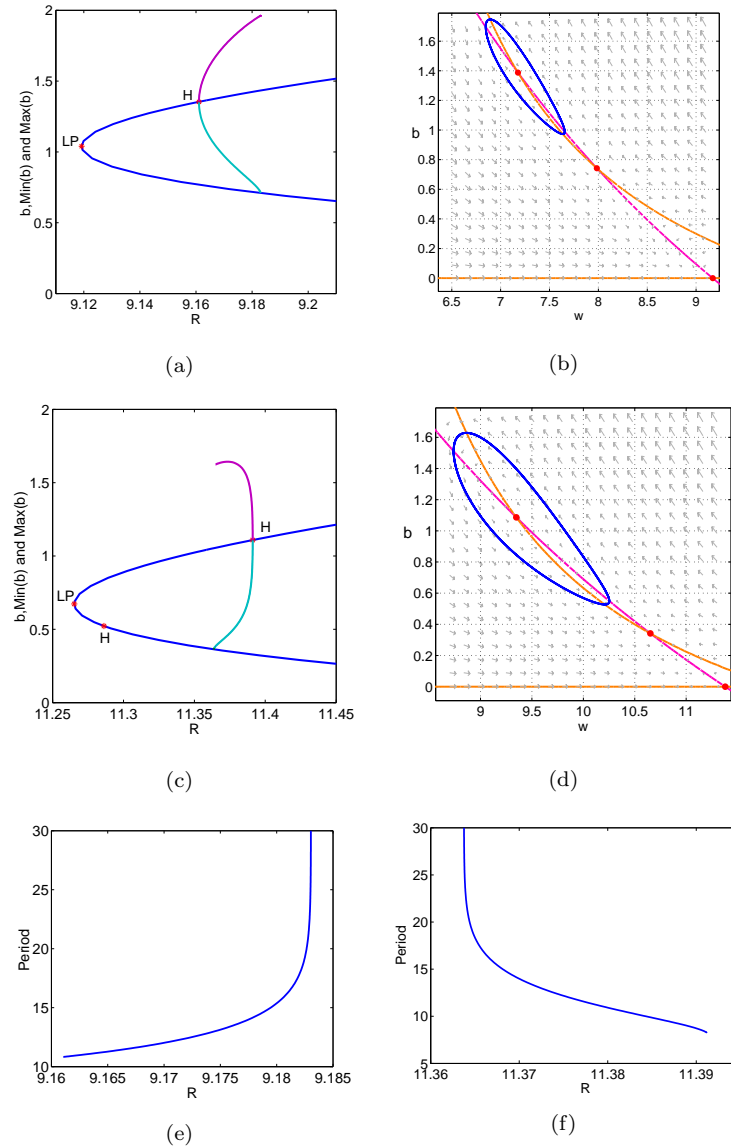 2
1.5
1
0.5
0
b,Min(b) and Max(b)
LP
H
9.12 9.14 9.16 9.18 9.2
R
(a)
1.6
1.4
1.2
1
0.8
0.6
0.4
0.2
0
b
6.5 7 7.5 8 8.5 9
w
(b)
2
1.5
1
0.5
0
b,Min(b) and Max(b)
LP
H
H
11.25 11.3 11.35 11.4 11.45
R
(c)
1.6
1.4
1.2
1
0.8
0.6
0.4
0.2
0
b
9 9.5 10 10.5 11
w
(d)
30
25
20
15
10
Period
9.16 9.165 9.17 9.175 9.18 9.185
R
(e)
30
25
20
15
10
5
Period
11.36 11.37 11.38 11.39
R
(f)